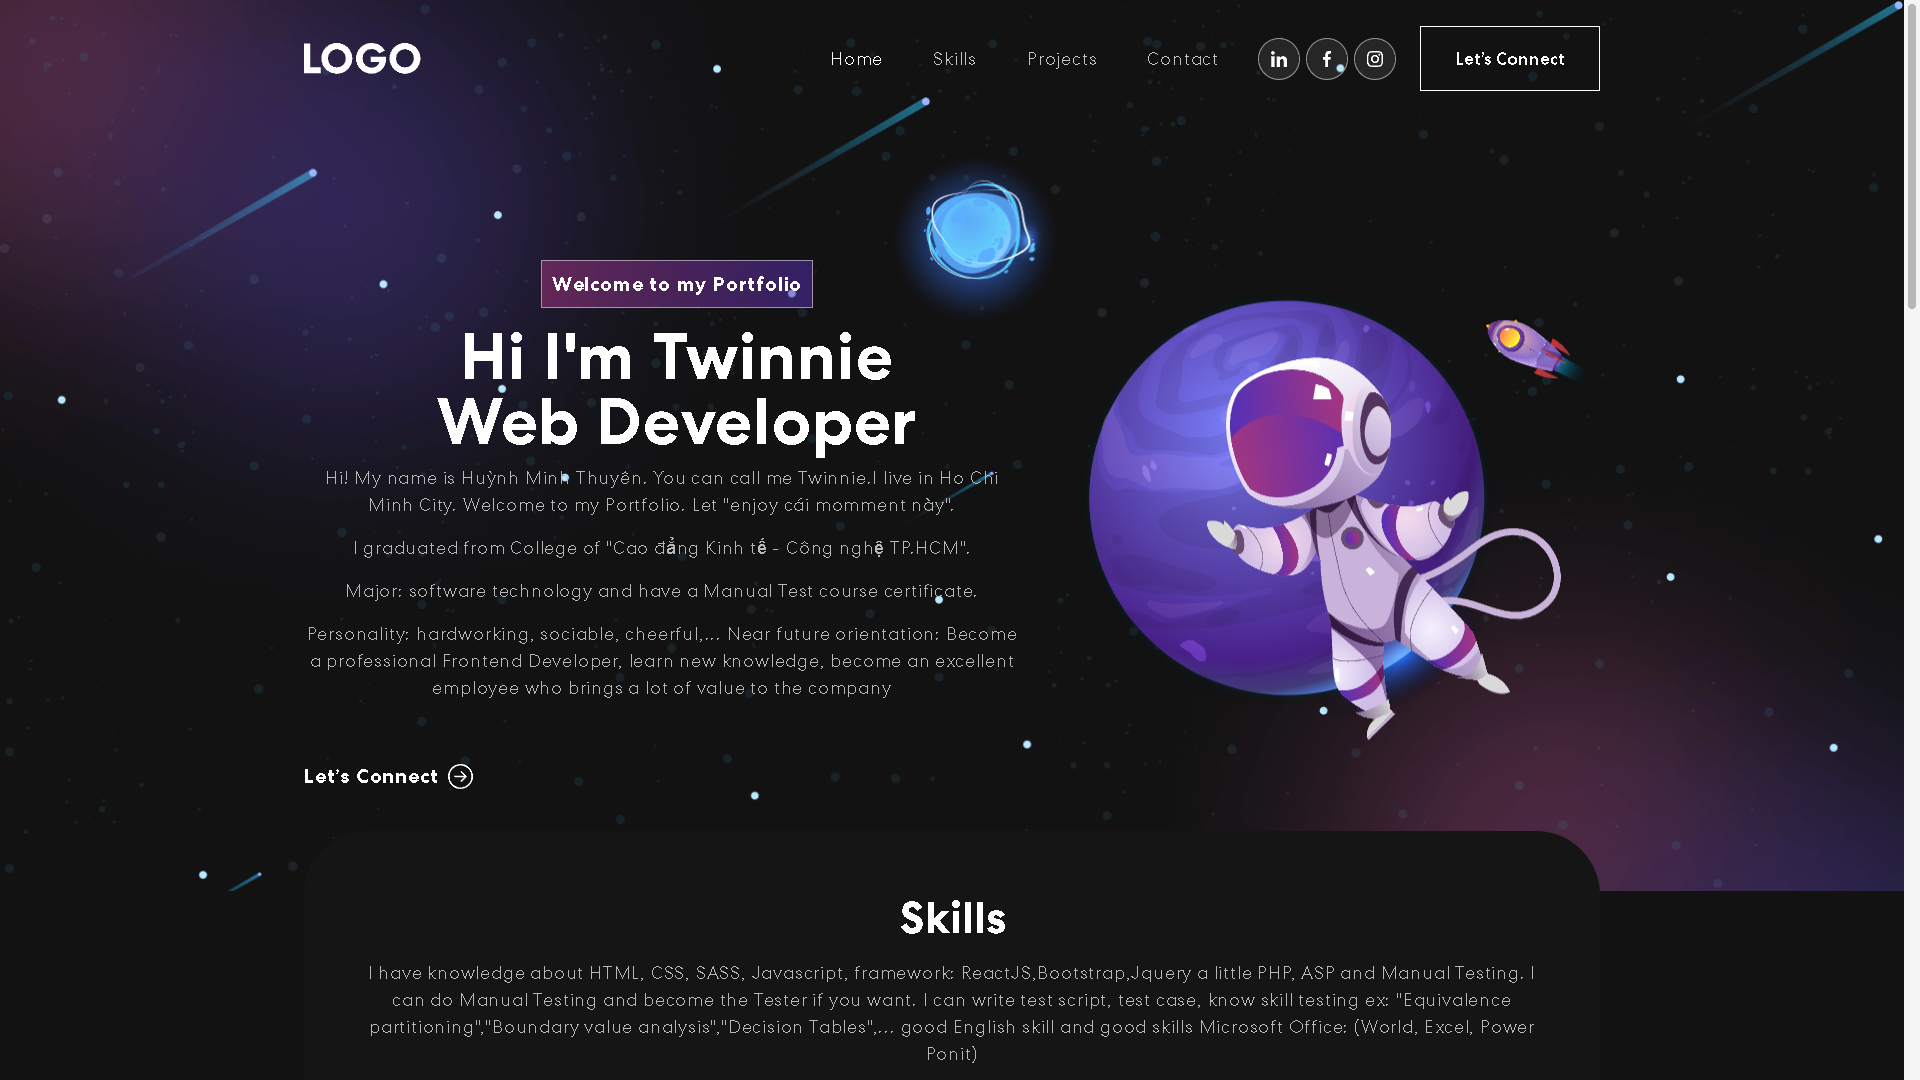 LOGO
Home
Skills
Projects
Contact
Let's Connect
Welcome to my Portfolio
Hi I'm Twinnie
Web Developer
Hi! My name is Huỳnh Minh Thuyên. You can call me Twinnie.I live in Ho Chi
Minh City. Welcome to my Portfolio. Let "enjoy cái momment này".
I graduated from College of "Cao đẳng Kinh tế - Công nghệ TP.HCM".
Major: software technology and have a Manual Test course certificate.
Personality: hardworking, sociable, cheerful,... Near future orientation: Become
a professional Frontend Developer, learn new knowledge, become an excellent
employee who brings a lot of value to the company
Let's Connect
Skills
I have knowledge about HTML, CSS, SASS, Javascript, framework: ReactJS,Bootstrap,Jquery a little PHP, ASP and Manual Testing. I
can do Manual Testing and become the Tester if you want. I can write test script, test case, know skill testing ex: "Equivalence
partitioning","Boundary value analysis","Decision Tables",... good English skill and good skills Microsoft Office: (World, Excel, Power
Ponit)